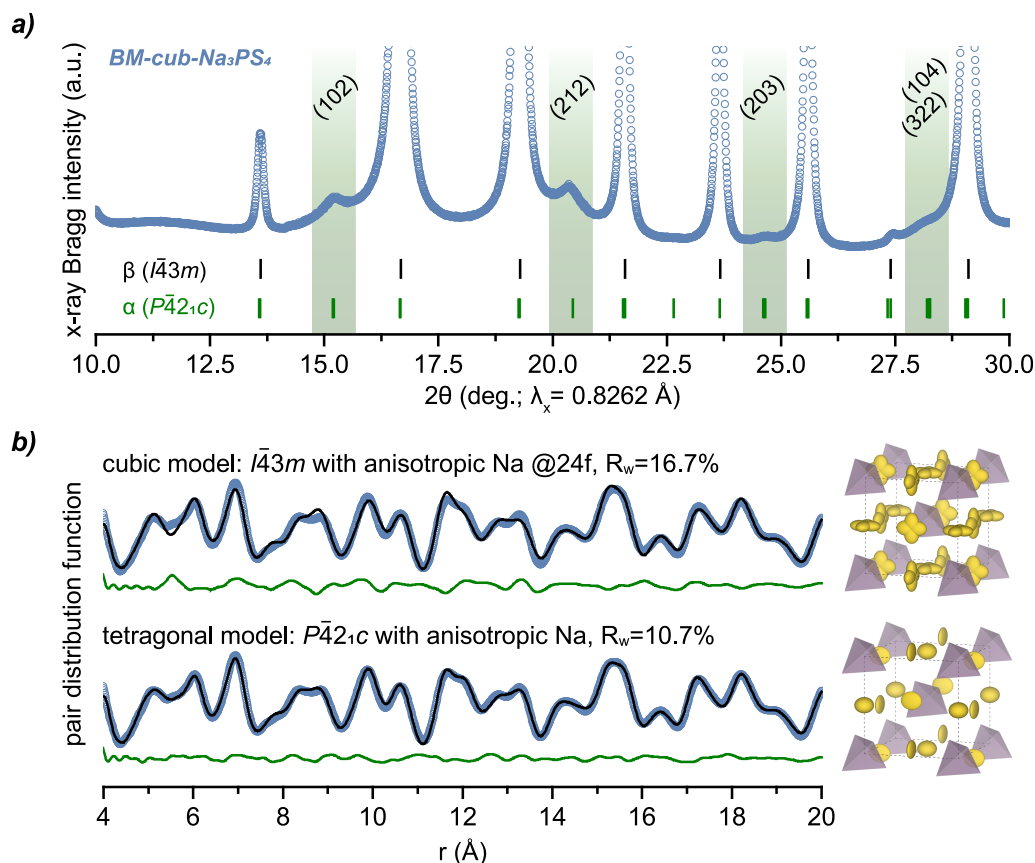 a)
x-ray Bragg intensity (a.u.)
BM-cub-Na₃PS₄
(102)
(212)
(203)
(104)
(322)
β (I4̅3m)
α (P4̅2₁c)
10.0 12.5 15.0 17.5 20.0 22.5 25.0 27.5 30.0
2θ (deg.; λₓ= 0.8262 Å)
b)
pair distribution function
cubic model: I4̅3m with anisotropic Na @24f, R_w=16.7%
tetragonal model: P4̅2₁c with anisotropic Na, R_w=10.7%
4 6 8 10 12 14 16 18 20
r (Å)